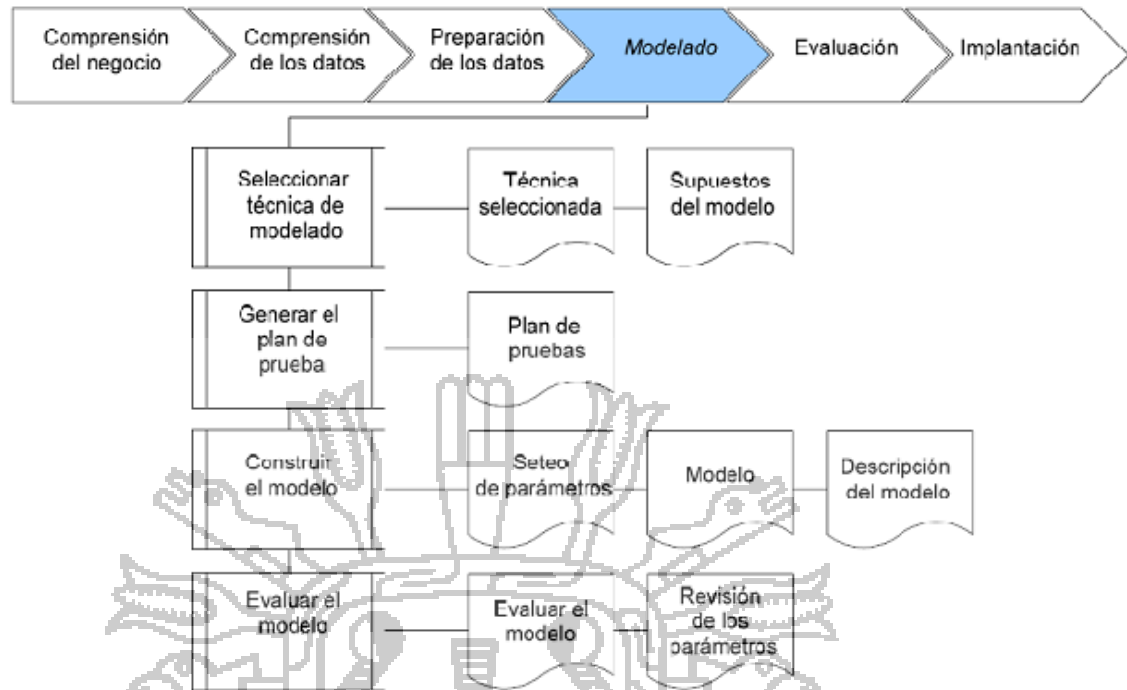 Comprensión
del negocio
Comprensión
de los datos
Preparación
de los datos
Modelado
Evaluación
Implantación
Seleccionar
técnica de
modelado
Técnica
seleccionada
Supuestos
del modelo
Generar el
plan de
prueba
Plan de
pruebas
Construir
el modelo
Seteo
de parámetros
Modelo
Descripción
del modelo
Evaluar el
modelo
Evaluar el
modelo
Revisión
de los
parámetros